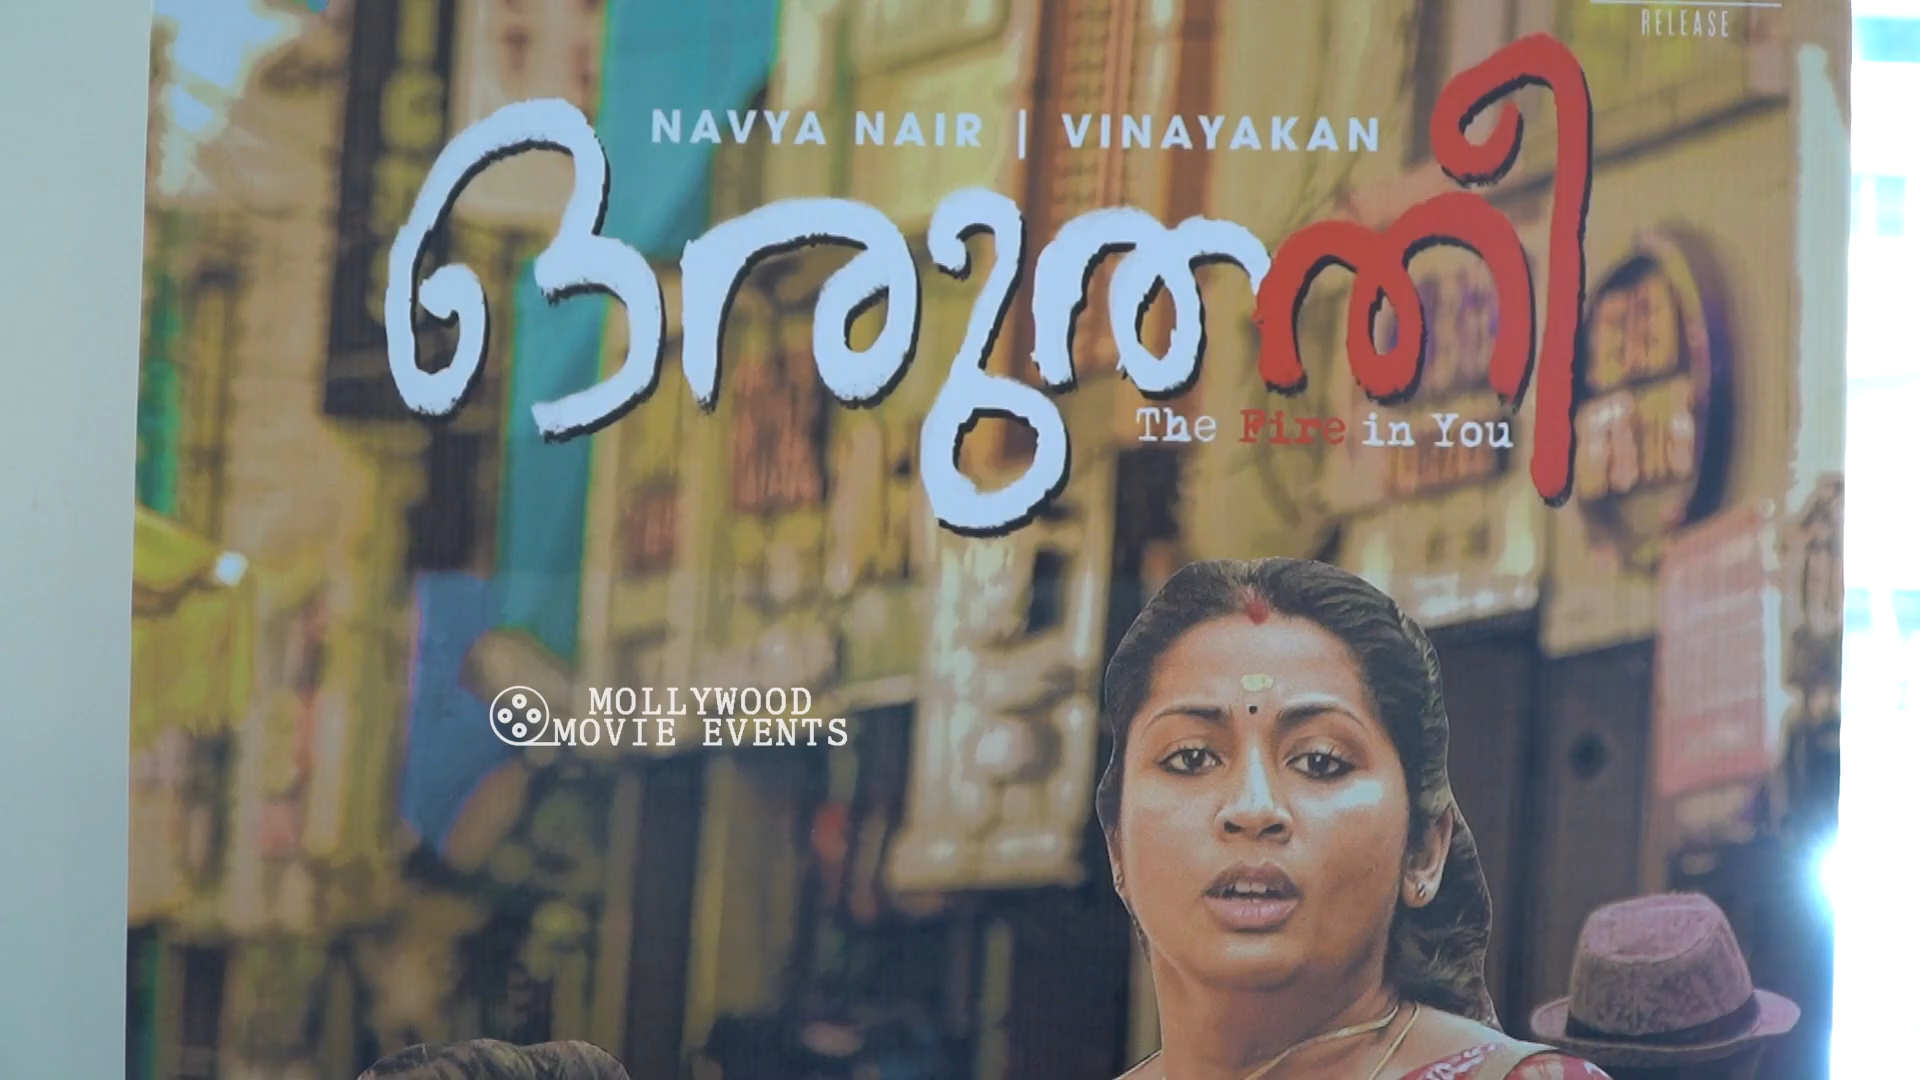 RELEASE
NAVYA NAIR | VINAYAKAN
ഒരുത്തീ
The Fire in You
MOLLYWOOD
MOVIE EVENTS